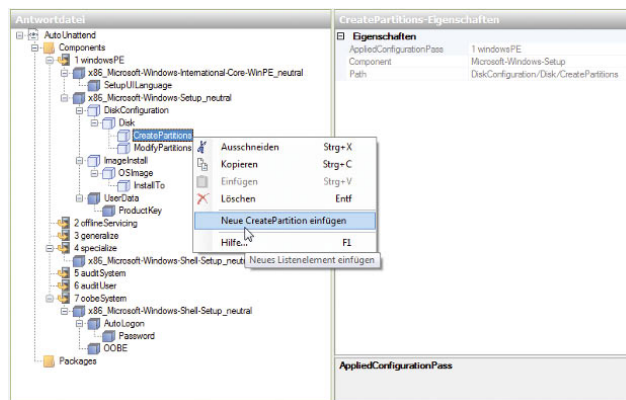 Antwortdatei
AutoUnattend
Components
1 windowsPE
x86_Microsoft-Windows-International-Core-WinPE_neutral
SetupUILanguage
x86_Microsoft-Windows-Setup_neutral
DiskConfiguration
Disk
CreatePartitions
ModifyPartitions
ImageInstall
OSImage
InstallTo
UserData
ProductKey
2 offlineServicing
3 generalize
4 specialize
x86_Microsoft-Windows-Shell-Setup_neutr
5 auditSystem
6 auditUser
7 oobeSystem
x86_Microsoft-Windows-Shell-Setup_neutral
AutoLogon
Password
OOBE
Packages
Ausschneiden Strg+X
Kopieren Strg+C
Einfügen Strg+V
Löschen Entf
Neue CreatePartition einfügen
Hilfe... F1
Neues Listenelement einfügen
CreatePartitions-Eigenschaften
Eigenschaften
AppliedConfigurationPass 1 windowsPE
Component Microsoft-Windows-Setup
Path DiskConfiguration/Disk/CreatePartitions
AppliedConfigurationPass